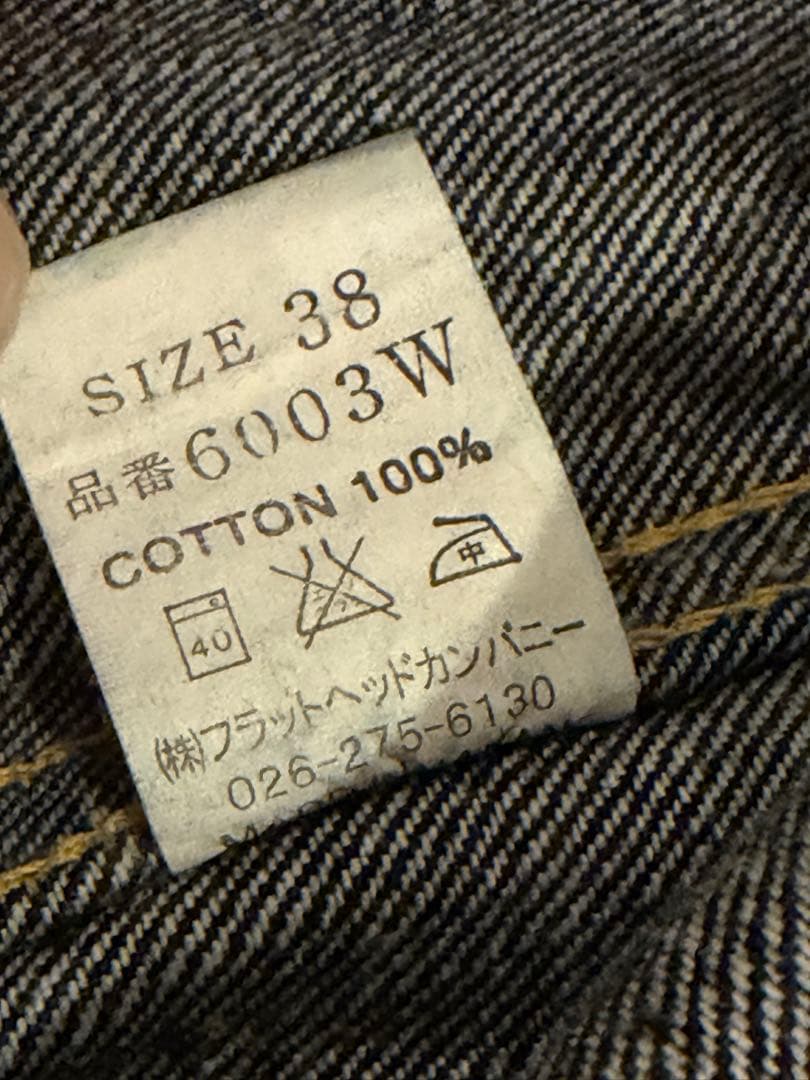 SIZE 38
品番6003W
COTTON 100%
40 中
(株)フラットヘッドカンパニー
026-275-6130